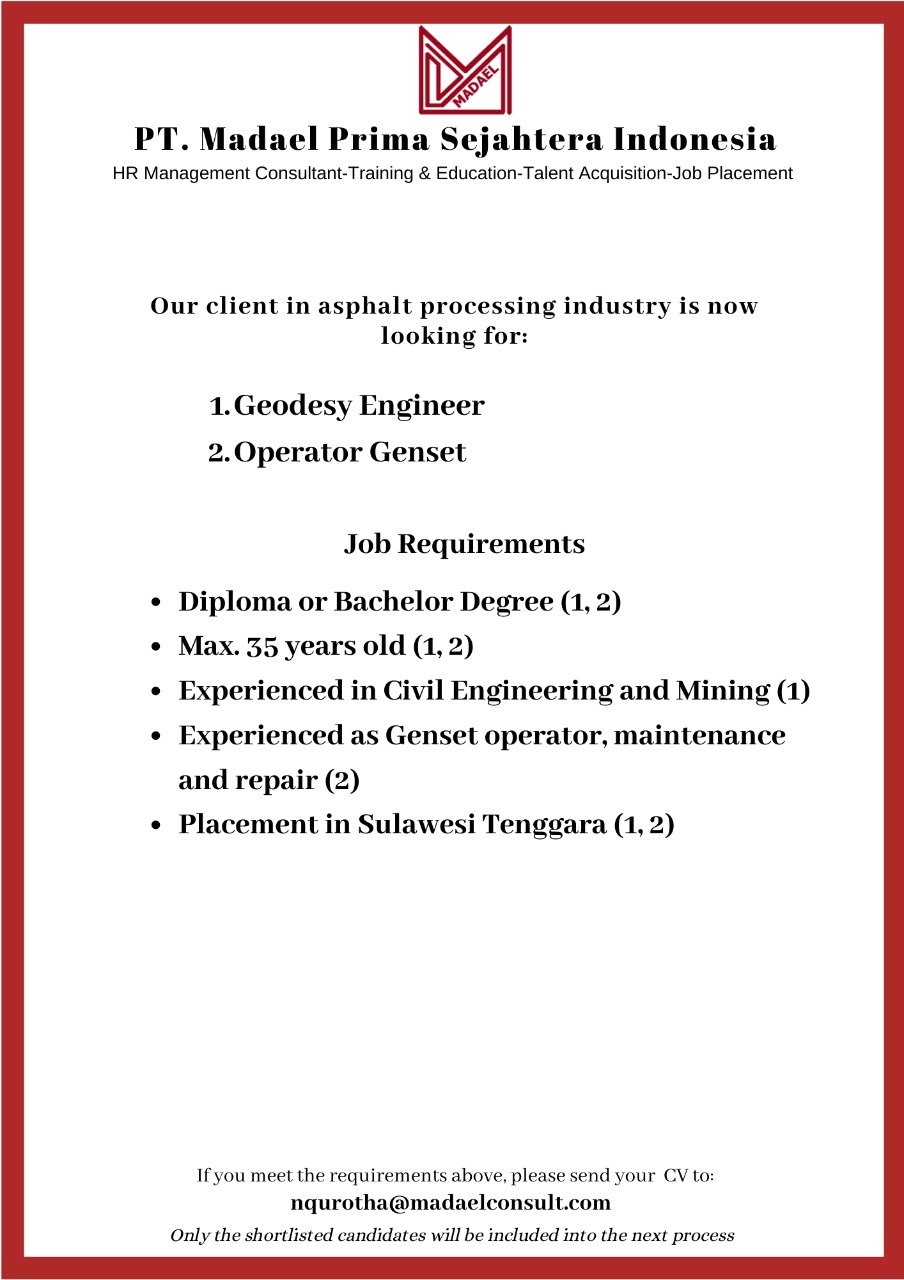 MADAEL
PT. Madael Prima Sejahtera Indonesia
HR Management Consultant-Training & Education-Talent Acquisition-Job Placement
Our client in asphalt processing industry is now
looking for:
1. Geodesy Engineer
2. Operator Genset
Job Requirements
• Diploma or Bachelor Degree (1, 2)
• Max. 35 years old (1, 2)
• Experienced in Civil Engineering and Mining (1)
• Experienced as Genset operator, maintenance
and repair (2)
• Placement in Sulawesi Tenggara (1, 2)
If you meet the requirements above, please send your CV to:
nqurotha@madaelconsult.com
Only the shortlisted candidates will be included into the next process